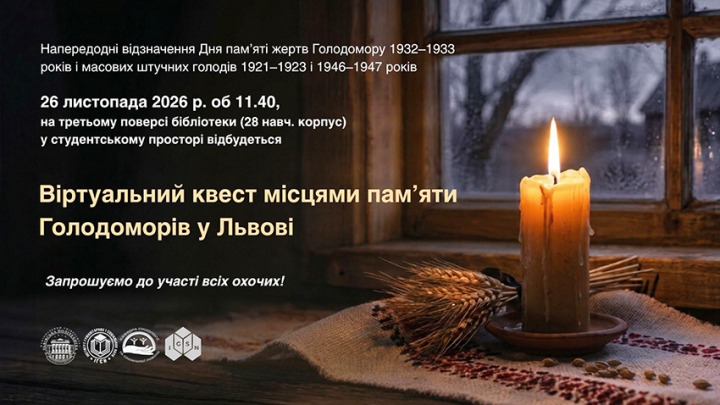 Напередодні відзначення Дня пам’яті жертв Голодомору 1932–1933
років і масових штучних голодів 1921–1923 і 1946–1947 років
26 листопада 2026 р. об 11.40,
на третьому поверсі бібліотеки (28 навч. корпус)
у студентському просторі відбудеться
Віртуальний квест місцями пам’яти
Голодоморів у Львові
Запрошуємо до участі всіх охочих!
I G S N